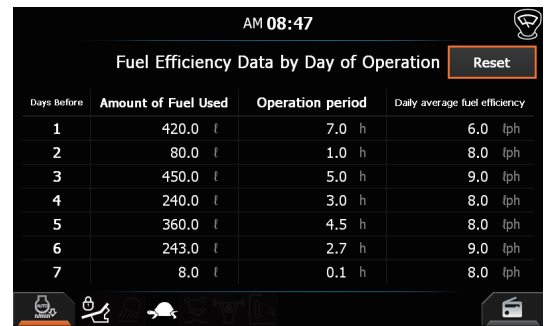 AM 08:47
Fuel Efficiency Data by Day of Operation Reset
Days Before Amount of Fuel Used Operation period Daily average fuel efficiency
1 420.0 ℓ 7.0 h 6.0 ℓph
2 80.0 ℓ 1.0 h 8.0 ℓph
3 450.0 ℓ 5.0 h 9.0 ℓph
4 240.0 ℓ 3.0 h 8.0 ℓph
5 360.0 ℓ 4.5 h 8.0 ℓph
6 243.0 ℓ 2.7 h 9.0 ℓph
7 8.0 ℓ 0.1 h 8.0 ℓph
AUTO
n/min